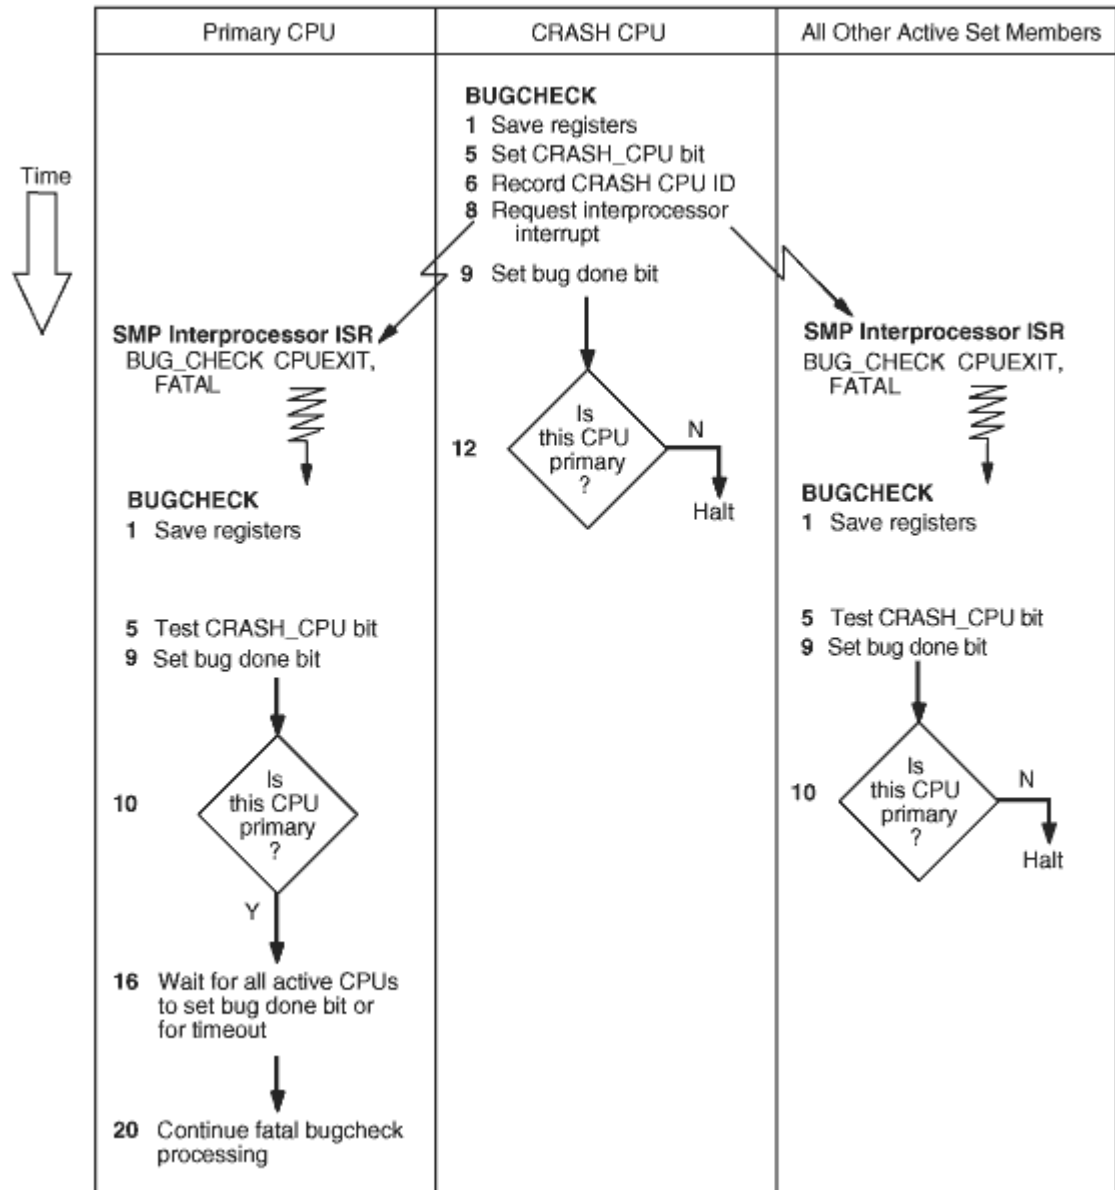 Primary CPU
CRASH CPU
All Other Active Set Members
Time
BUGCHECK
1 Save registers
5 Set CRASH_CPU bit
6 Record CRASH CPU ID
8 Request interprocessor
interrupt
9 Set bug done bit
Is
this CPU
primary
?
12
N
Halt
SMP Interprocessor ISR
BUG_CHECK CPUEXIT,
FATAL
BUGCHECK
1 Save registers
5 Test CRASH_CPU bit
9 Set bug done bit
Is
this CPU
primary
?
10
Y
16 Wait for all active CPUs
to set bug done bit or
for timeout
20 Continue fatal bugcheck
processing
SMP Interprocessor ISR
BUG_CHECK CPUEXIT,
FATAL
BUGCHECK
1 Save registers
5 Test CRASH_CPU bit
9 Set bug done bit
Is
this CPU
primary
?
10
N
Halt